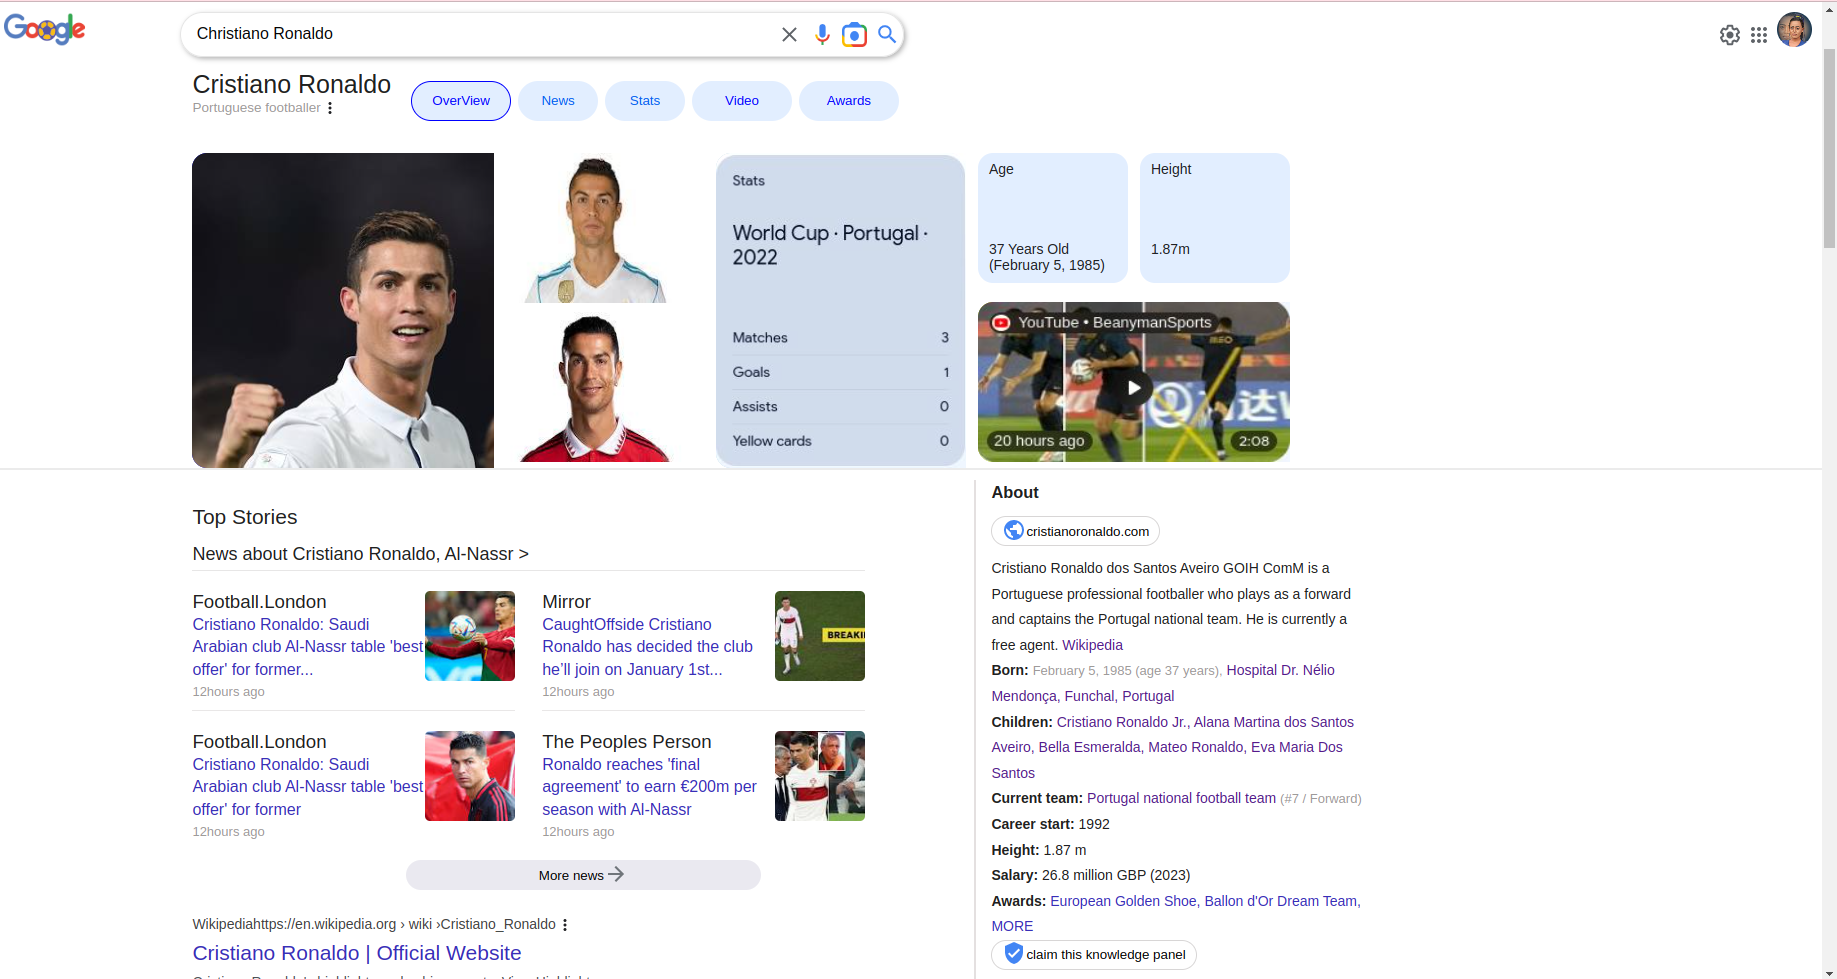 Google
Christiano Ronaldo
Cristiano Ronaldo
Portuguese footballer
OverView
News
Stats
Video
Awards
Stats
World Cup · Portugal ·
2022
Matches 3
Goals 1
Assists 0
Yellow cards 0
Age
37 Years Old
(February 5, 1985)
Height
1.87m
YouTube • BeanymanSports
20 hours ago
2:08
Top Stories
News about Cristiano Ronaldo, Al-Nassr >
Football.London
Cristiano Ronaldo: Saudi
Arabian club Al-Nassr table 'best
offer' for former...
12hours ago
Mirror
CaughtOffside Cristiano
Ronaldo has decided the club
he'll join on January 1st...
12hours ago
Football.London
Cristiano Ronaldo: Saudi
Arabian club Al-Nassr table 'best
offer' for former
12hours ago
The Peoples Person
Ronaldo reaches 'final
agreement' to earn €200m per
season with Al-Nassr
12hours ago
More news
Wikipediahttps://en.wikipedia.org › wiki ›Cristiano_Ronaldo
Cristiano Ronaldo | Official Website
About
cristianoronaldo.com
Cristiano Ronaldo dos Santos Aveiro GOIH ComM is a
Portuguese professional footballer who plays as a forward
and captains the Portugal national team. He is currently a
free agent. Wikipedia
Born: February 5, 1985 (age 37 years), Hospital Dr. Nélio
Mendonça, Funchal, Portugal
Children: Cristiano Ronaldo Jr., Alana Martina dos Santos
Aveiro, Bella Esmeralda, Mateo Ronaldo, Eva Maria Dos
Santos
Current team: Portugal national football team (#7 / Forward)
Career start: 1992
Height: 1.87 m
Salary: 26.8 million GBP (2023)
Awards: European Golden Shoe, Ballon d'Or Dream Team,
MORE
claim this knowledge panel